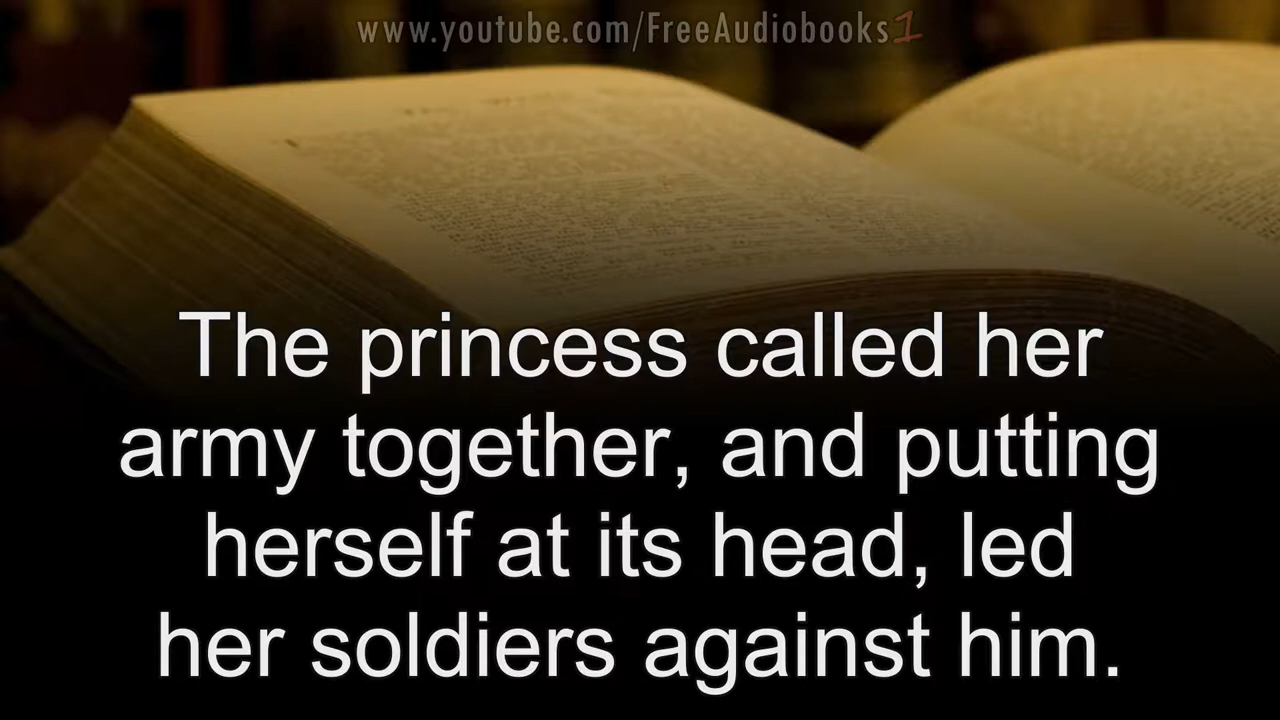 www.youtube.com/FreeAudiobooks1
The princess called her
army together, and putting
herself at its head, led
her soldiers against him.